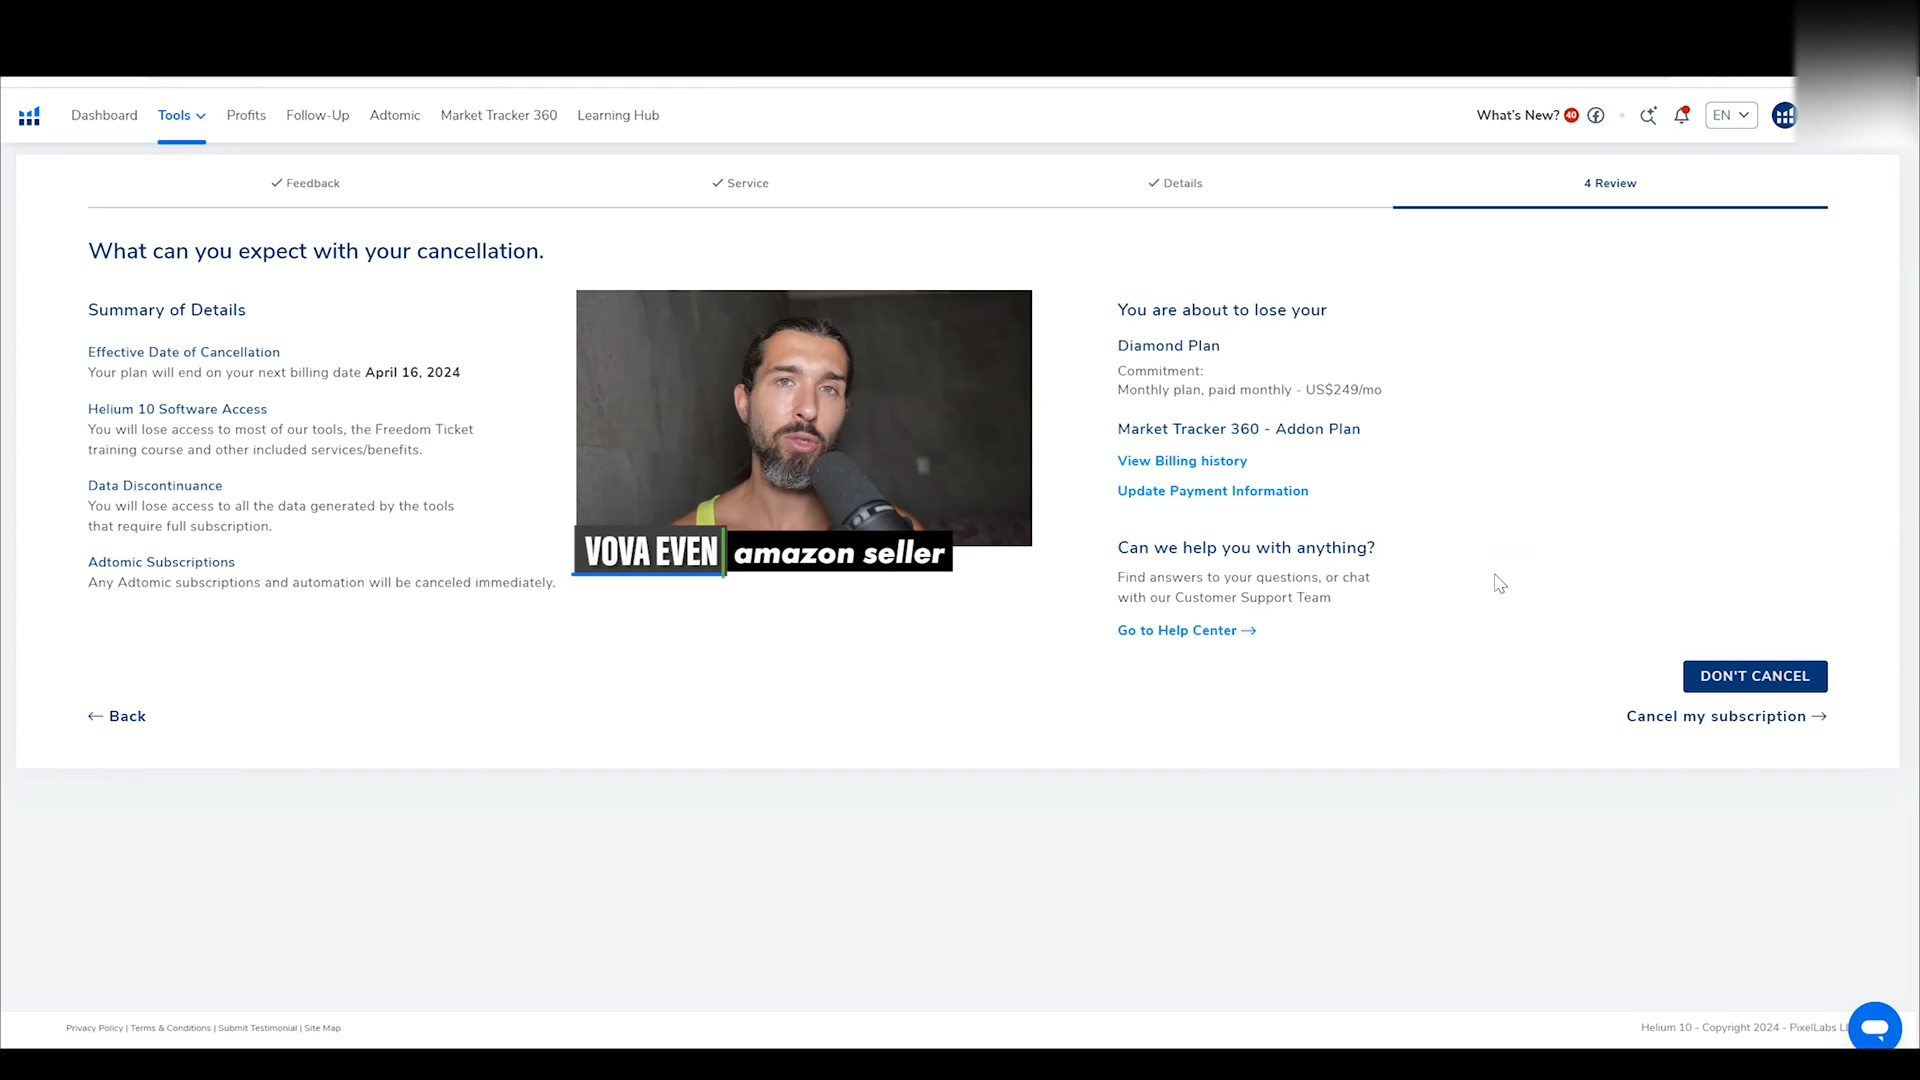 Dashboard
Tools
Profits
Follow-Up
Adtomic
Market Tracker 360
Learning Hub
What's New? 40
EN
Feedback
Service
Details
4 Review
What can you expect with your cancellation.
Summary of Details
Effective Date of Cancellation
Your plan will end on your next billing date April 16, 2024
Helium 10 Software Access
You will lose access to most of our tools, the Freedom Ticket
training course and other included services/benefits.
Data Discontinuance
You will lose access to all the data generated by the tools
that require full subscription.
Adtomic Subscriptions
Any Adtomic subscriptions and automation will be canceled immediately.
VOVA EVEN amazon seller
You are about to lose your
Diamond Plan
Commitment:
Monthly plan, paid monthly - US$249/mo
Market Tracker 360 - Addon Plan
View Billing history
Update Payment Information
Can we help you with anything?
Find answers to your questions, or chat
with our Customer Support Team
Go to Help Center →
DON'T CANCEL
← Back
Cancel my subscription →
Privacy Policy | Terms & Conditions | Submit Testimonial | Site Map
Helium 10 - Copyright 2024 - PixelLabs